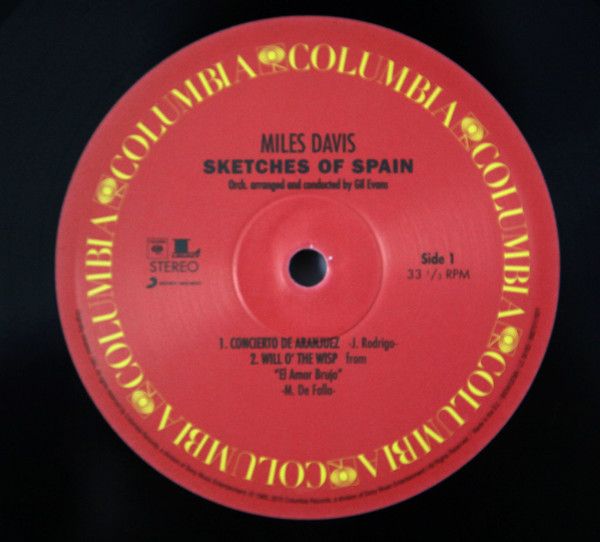 COLUMBIA COLUMBIA COLUMBIA COLUMBIA COLUMBIA COLUMBIA
MILES DAVIS
SKETCHES OF SPAIN
Orch. arranged and conducted by Gil Evans
STEREO
Side 1
33 1/3 RPM
1. CONCIERTO DE ARANJUEZ -J. Rodrigo-
2. WILL O' THE WISP from
"El Amor Brujo"
-M. De Falla-